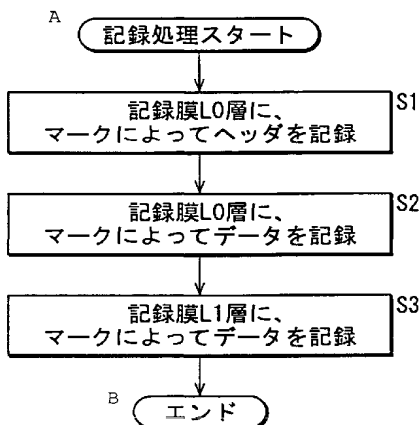 A
記録処理スタート
記録膜L0層に、
マークによってヘッダを記録
S1
記録膜L0層に、
マークによってデータを記録
S2
記録膜L1層に、
マークによってデータを記録
S3
B
エンド